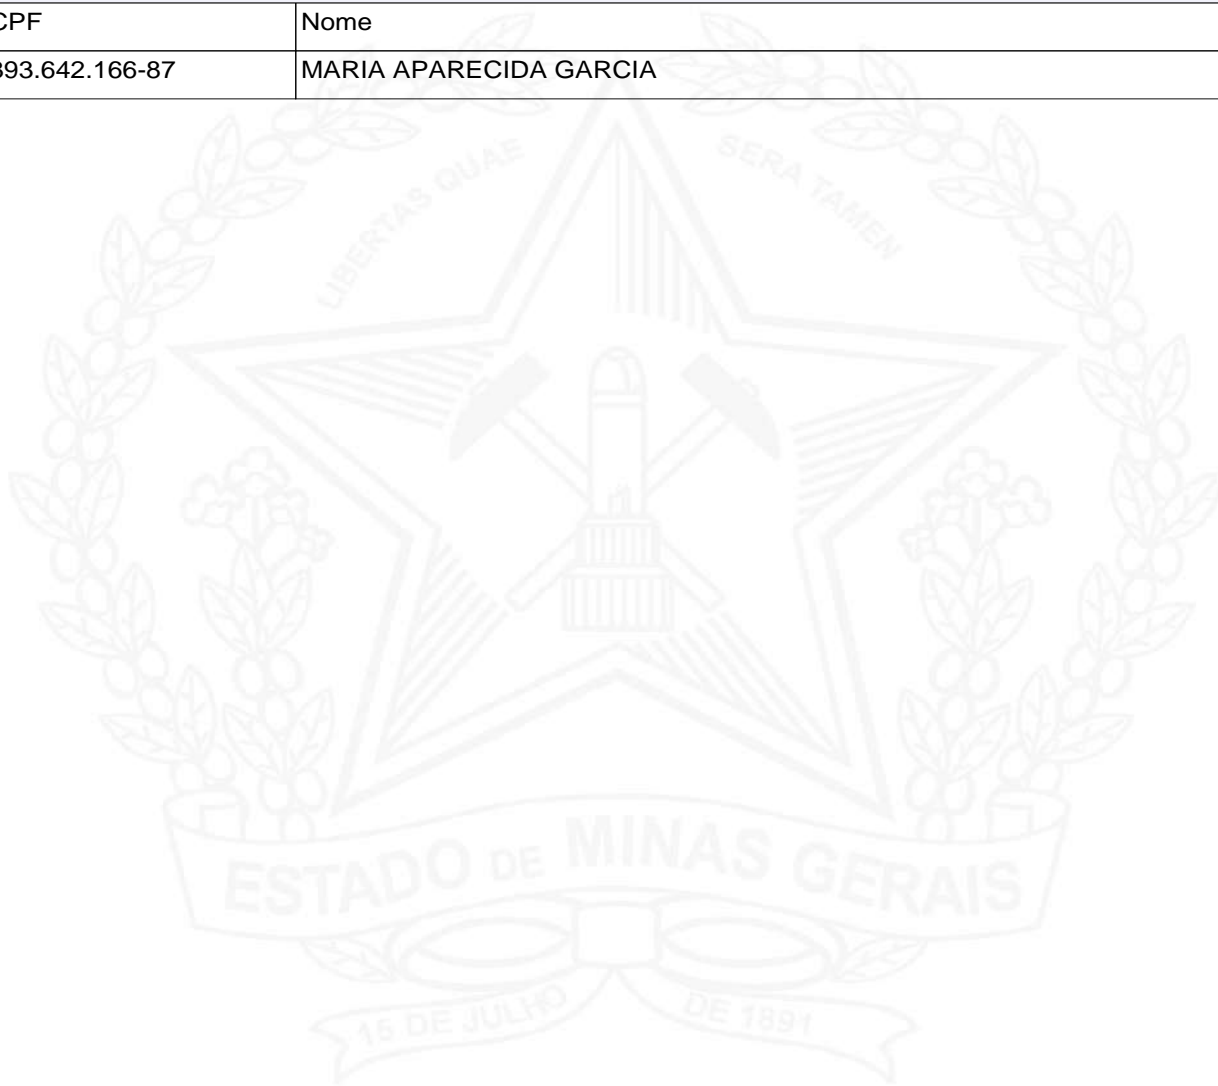 CPF Nome
893.642.166-87 MARIA APARECIDA GARCIA
LIBERTAS QUAE SERA TAMEN
ESTADO DE MINAS GERAIS
15 DE JULHO DE 1891